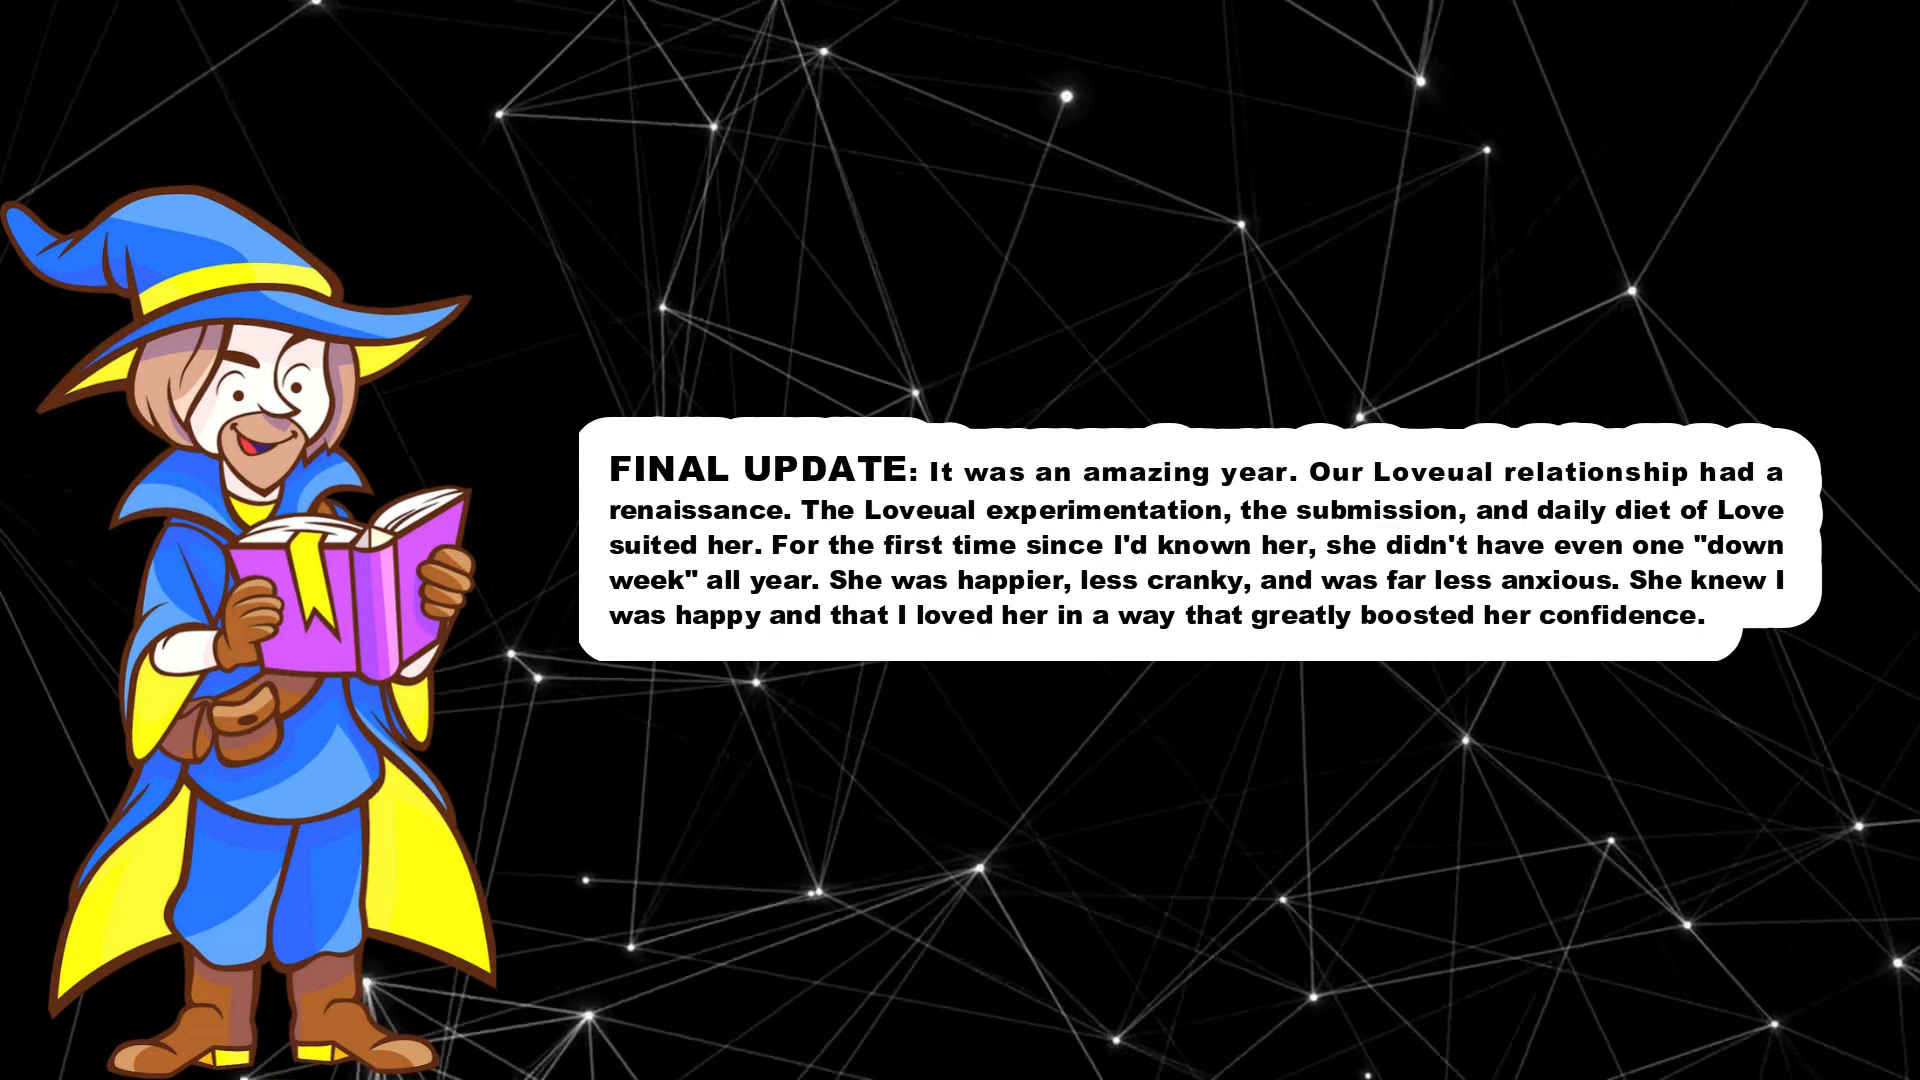 FINAL UPDATE: It was an amazing year. Our Loveual relationship had a
renaissance. The Loveual experimentation, the submission, and daily diet of Love
suited her. For the first time since I'd known her, she didn't have even one "down
week" all year. She was happier, less cranky, and was far less anxious. She knew I
was happy and that I loved her in a way that greatly boosted her confidence.